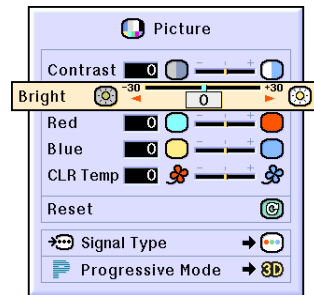 Picture
Contrast 0 - +
Bright -30 0 +30
Red 0 - +
Blue 0 - +
CLR Temp 0 - +
Reset
Signal Type
Progressive Mode 3D